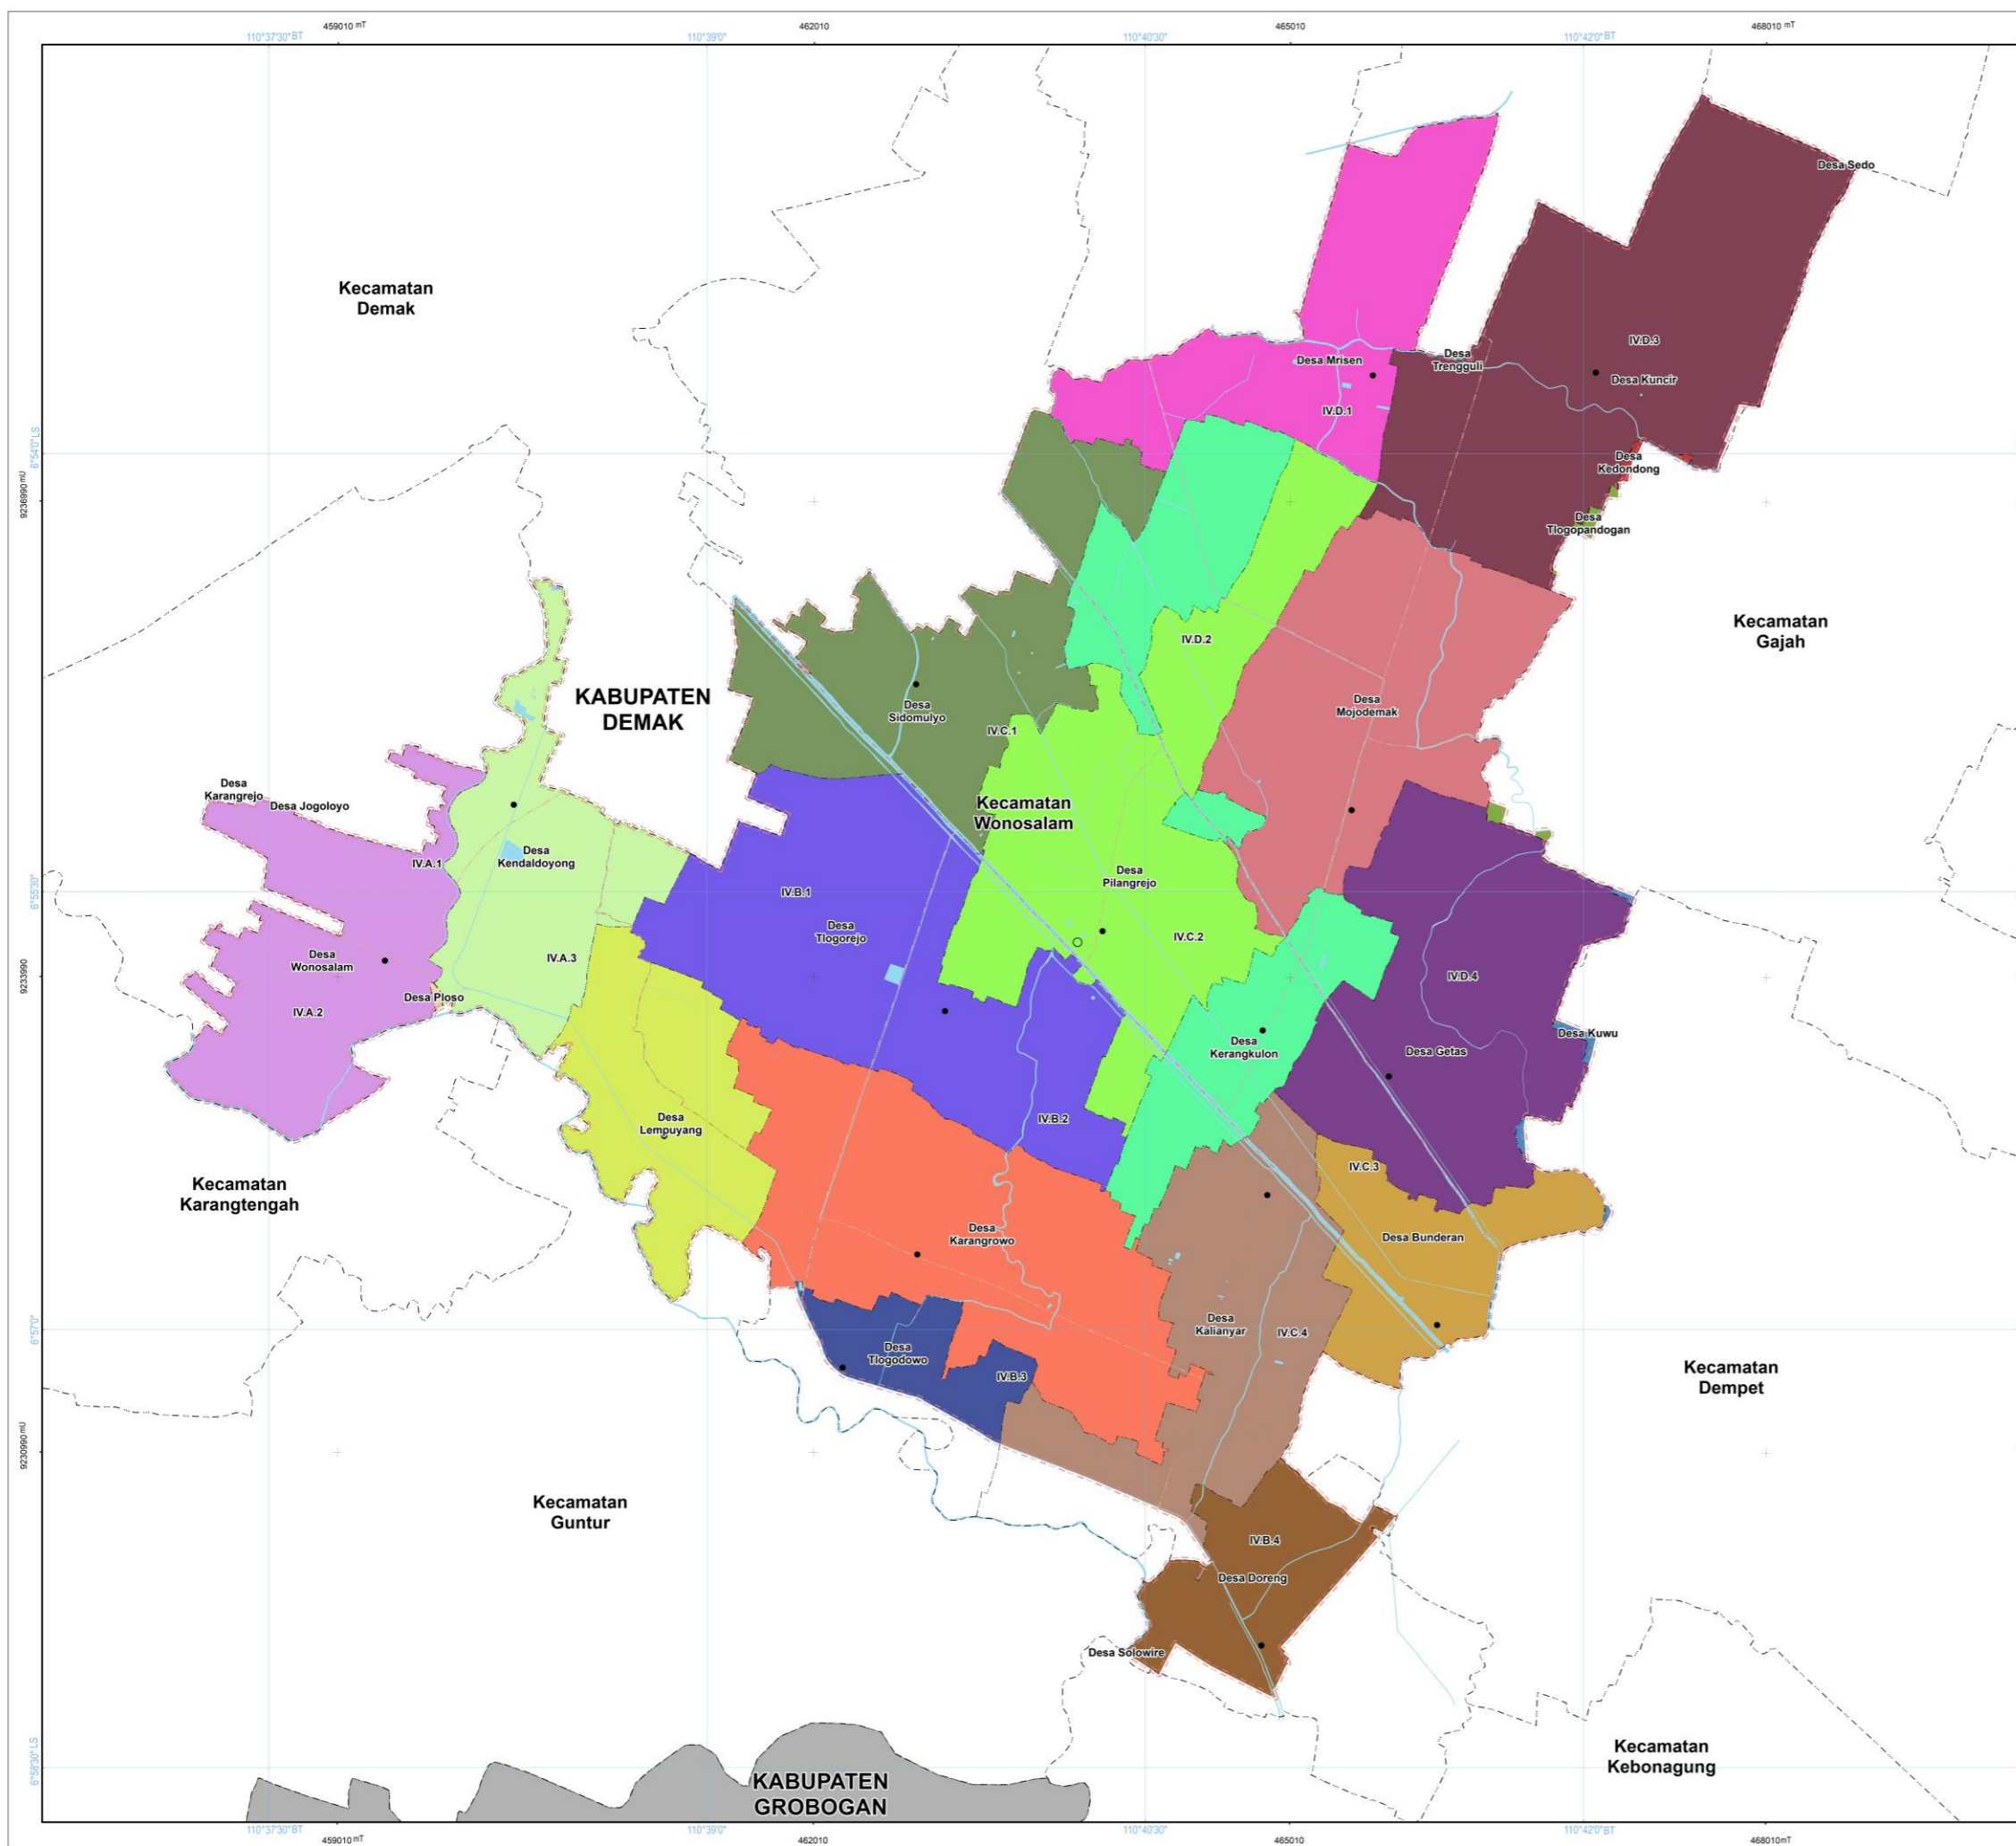 459010 mT
462010
465010
468010 mT
110°37'30" BT
110°39'0"
110°40'30"
110°42'0" BT
6°54'0" LS
9236990 mU
6°55'30"
9233990
6°57'0"
9230990 mU
6°58'30" LS
Desa Sedo
Kecamatan
Demak
IV.D.3
Desa Mrisen
Desa
Trengguli
Desa Kuncir
IV.D.1
Desa
Kedondong
Desa
Tlogopandogan
Kecamatan
Gajah
IV.D.2
KABUPATEN
DEMAK
Desa
Sidomulyo
Desa
Mojodemak
IV.C.1
Desa
Karangrejo
Desa Jogoloyo
Kecamatan
Wonosalam
IV.A.1
Desa
Kendaldoyong
Desa
Pilangrejo
IV.B.1
Desa
Tlogorejo
IV.C.2
Desa
Wonosalam
IV.A.3
IV.D.4
Desa Ploso
IV.A.2
Desa Kuwu
Desa
Kerangkulon
Desa Getas
Desa
Lempuyang
IV.B.2
IV.C.3
Kecamatan
Karangtengah
Desa
Karangrowo
Desa Bunderan
Desa
Kalianyar
IV.C.4
Desa
Tlogodowo
IV.B.3
Kecamatan
Dempet
Kecamatan
Guntur
IV.B.4
Desa Doreng
Desa Solowire
Kecamatan
Kebonagung
KABUPATEN
GROBOGAN
110°37'30" BT
110°39'0"
110°40'30"
110°42'0" BT
459010 mT
462010
465010
468010mT